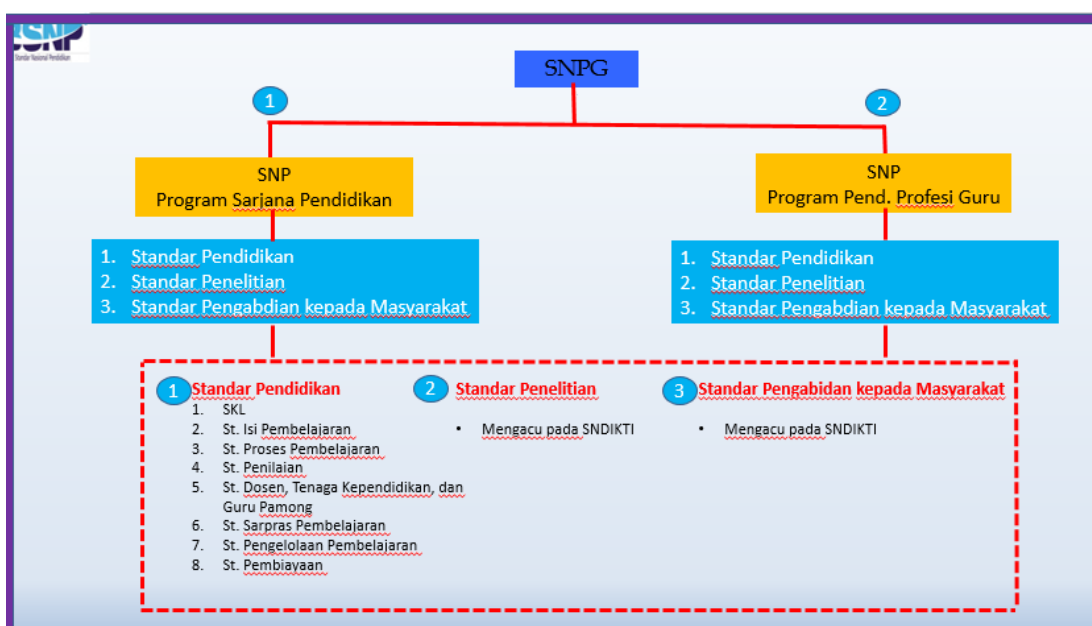 BSNP
Standar Nasional Pendidikan
SNPG
1
2
SNP
Program Sarjana Pendidikan
SNP
Program Pend. Profesi Guru
1. Standar Pendidikan
2. Standar Penelitian
3. Standar Pengabdian kepada Masyarakat
1. Standar Pendidikan
2. Standar Penelitian
3. Standar Pengabdian kepada Masyarakat
1 Standar Pendidikan
1. SKL
2. St. Isi Pembelajaran
3. St. Proses Pembelajaran
4. St. Penilaian
5. St. Dosen, Tenaga Kependidikan, dan
Guru Pamong
6. St. Sarpras Pembelajaran
7. St. Pengelolaan Pembelajaran
8. St. Pembiayaan
2 Standar Penelitian
• Mengacu pada SNDIKTI
3 Standar Pengabidan kepada Masyarakat
• Mengacu pada SNDIKTI